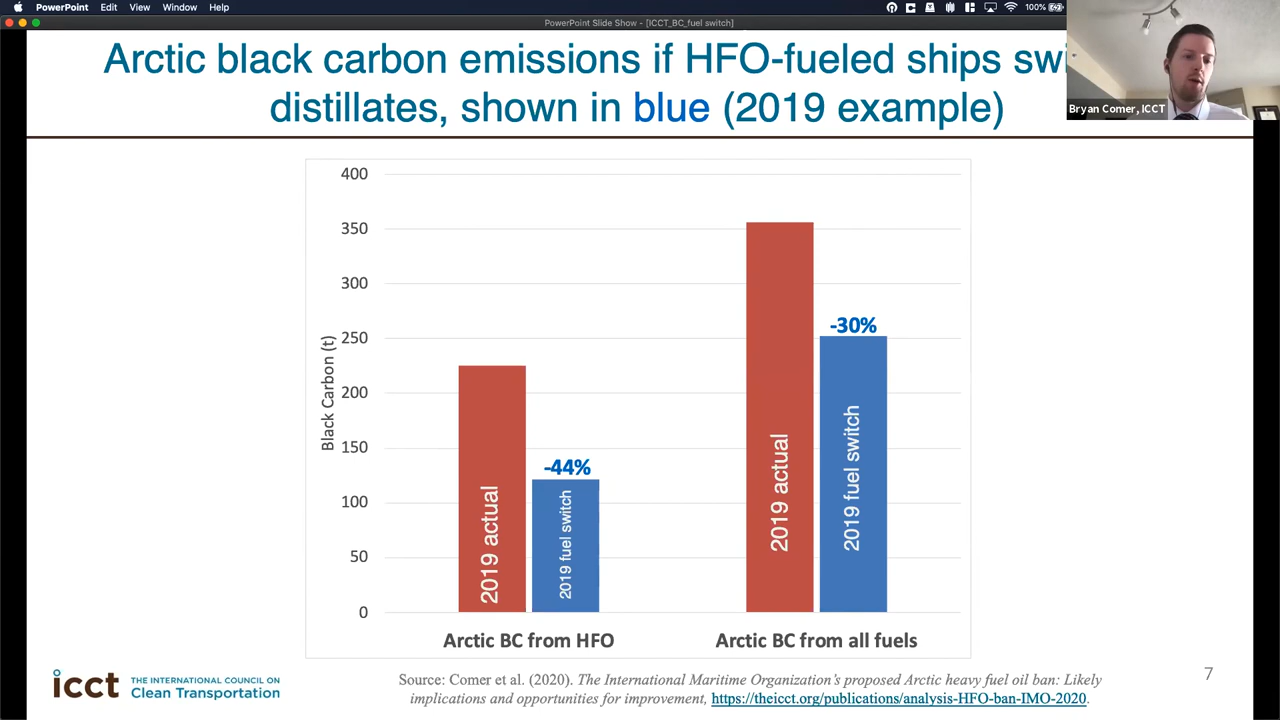 PowerPoint Edit View Window Help
100%
PowerPoint Slide Show - [ICCT_BC_fuel switch]
Bryan Comer, ICCT
Arctic black carbon emissions if HFO-fueled ships swi
distillates, shown in blue (2019 example)
400
350
300
250
200
150
100
50
0
Black Carbon (t)
2019 actual
-44%
2019 fuel switch
2019 actual
-30%
2019 fuel switch
Arctic BC from HFO
Arctic BC from all fuels
icct THE INTERNATIONAL COUNCIL ON
Clean Transportation
Source: Comer et al. (2020). The International Maritime Organization's proposed Arctic heavy fuel oil ban: Likely
implications and opportunities for improvement, https://theicct.org/publications/analysis-HFO-ban-IMO-2020.
7